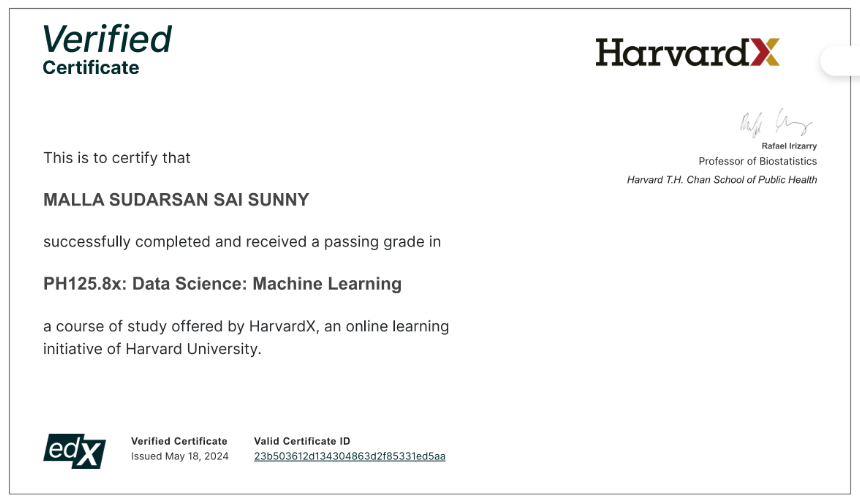 Verified
Certificate
HarvardX
Rafael Irizarry
Professor of Biostatistics
Harvard T.H. Chan School of Public Health
This is to certify that
MALLA SUDARSAN SAI SUNNY
successfully completed and received a passing grade in
PH125.8x: Data Science: Machine Learning
a course of study offered by HarvardX, an online learning
initiative of Harvard University.
edX
Verified Certificate
Issued May 18, 2024
Valid Certificate ID
23b503612d134304863d2f85331ed5aa